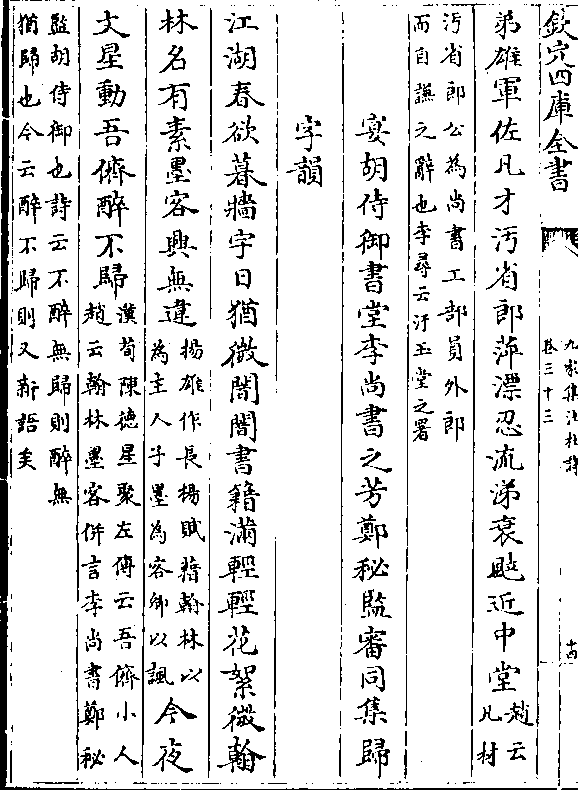 欽定四庫全書
九家集注杜詩
卷三十三
十四
弟雄軍佐凡才汚省郎萍漂忍流涕衰颯近中堂趙云
凡材
汚省郎公為尚書工部員外郎
而自謙之辭也李尋云汙玉堂之署
宴胡侍御書堂李尚書之芳鄭秘監審同集歸
字韻
江湖春欲暮牆宇日猶微闇闇書籍滿輕輕花絮微翰
林名有素墨客興無違
揚雄作長楊賦藉翰林以
為主人子墨為客卿以諷
今夜
文星動吾儕醉不歸
漢荀陳德星聚左傳云吾儕小人
趙云翰林墨客併言李尚書鄭秘
監胡侍御也詩云不醉無歸則醉無
猶歸也今云醉不歸則又新語矣